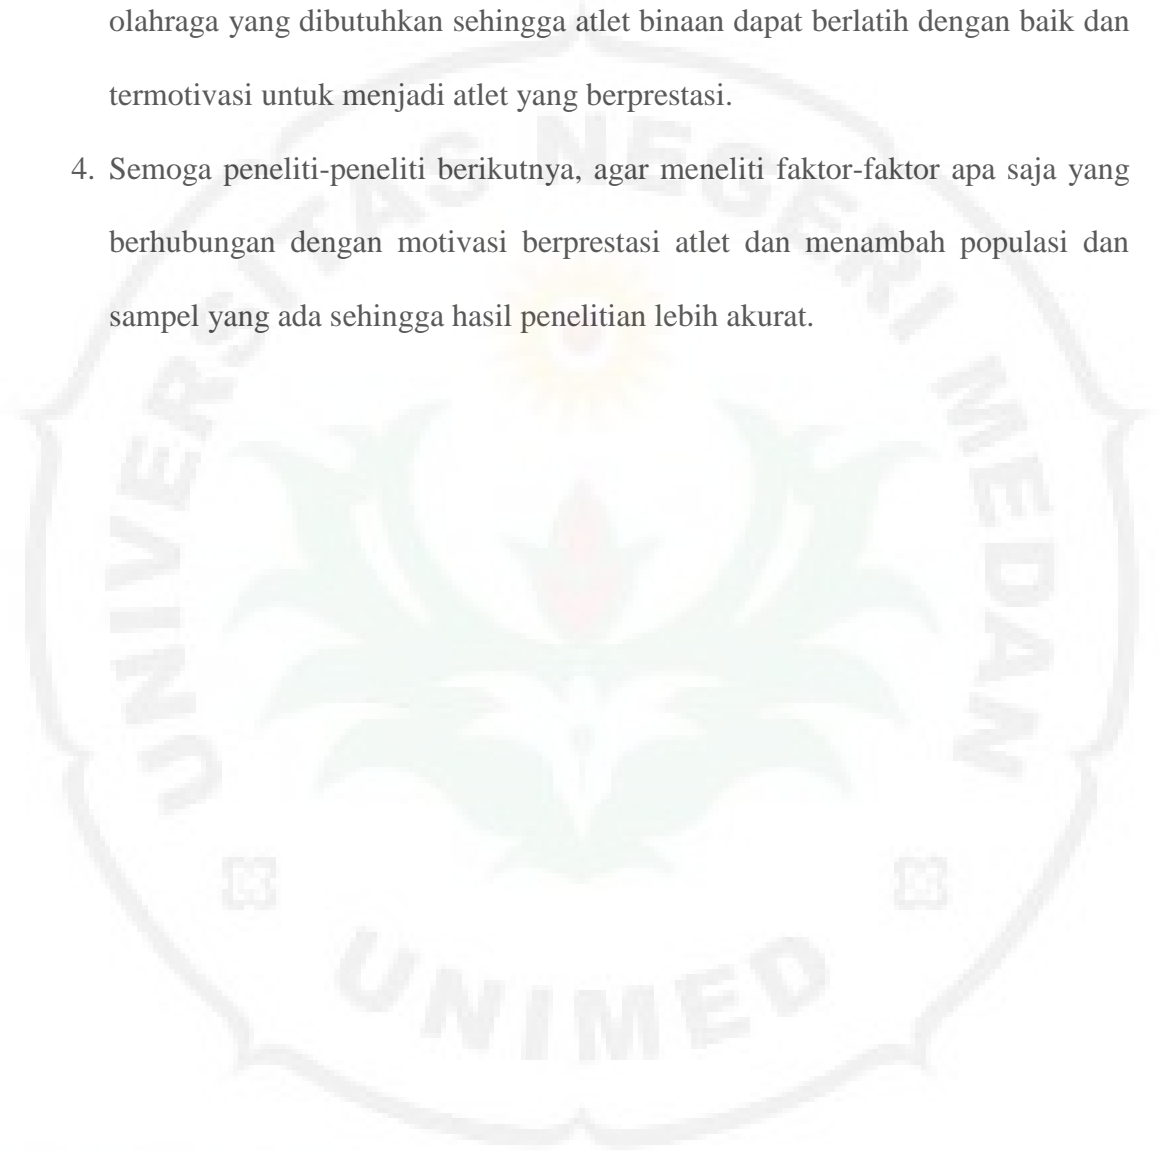 olahraga yang dibutuhkan sehingga atlet binaan dapat berlatih dengan baik dan
termotivasi untuk menjadi atlet yang berprestasi.
4. Semoga peneliti-peneliti berikutnya, agar meneliti faktor-faktor apa saja yang
berhubungan dengan motivasi berprestasi atlet dan menambah populasi dan
sampel yang ada sehingga hasil penelitian lebih akurat.
UNIVERSITAS NEGERI MEDAN
UNIMED